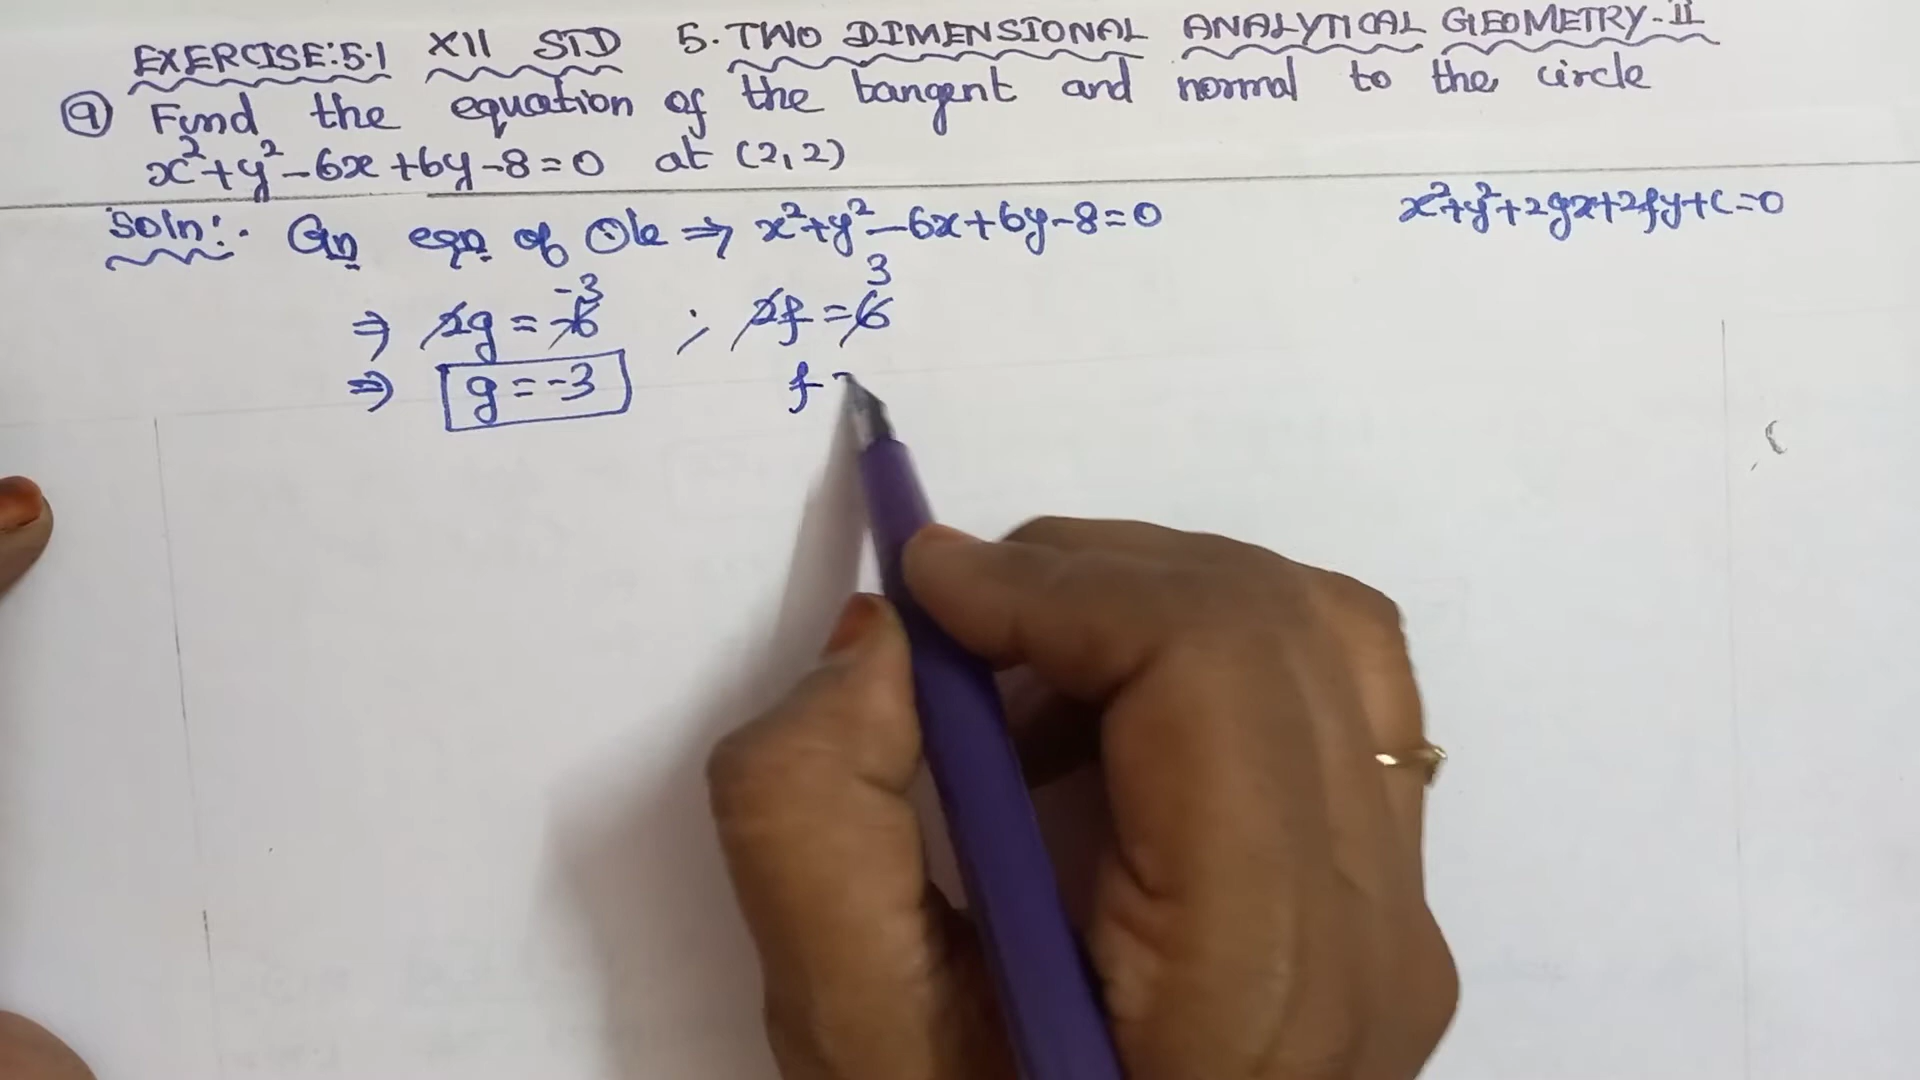 EXERCISE:5.1 XII STD 5. TWO DIMENSIONAL ANALYTICAL GEOMETRY-II
9 Find the equation of the tangent and normal to the circle
x²+y²-6x+6y-8=0 at (2,2)
Soln:- Gn eqn of ⊙le ⇒ x²+y²-6x+6y-8=0 x²+y²+2gx+2fy+c=0
-3 3
⇒ 2g = -6 ; 2f = 6
⇒ g = -3 f =